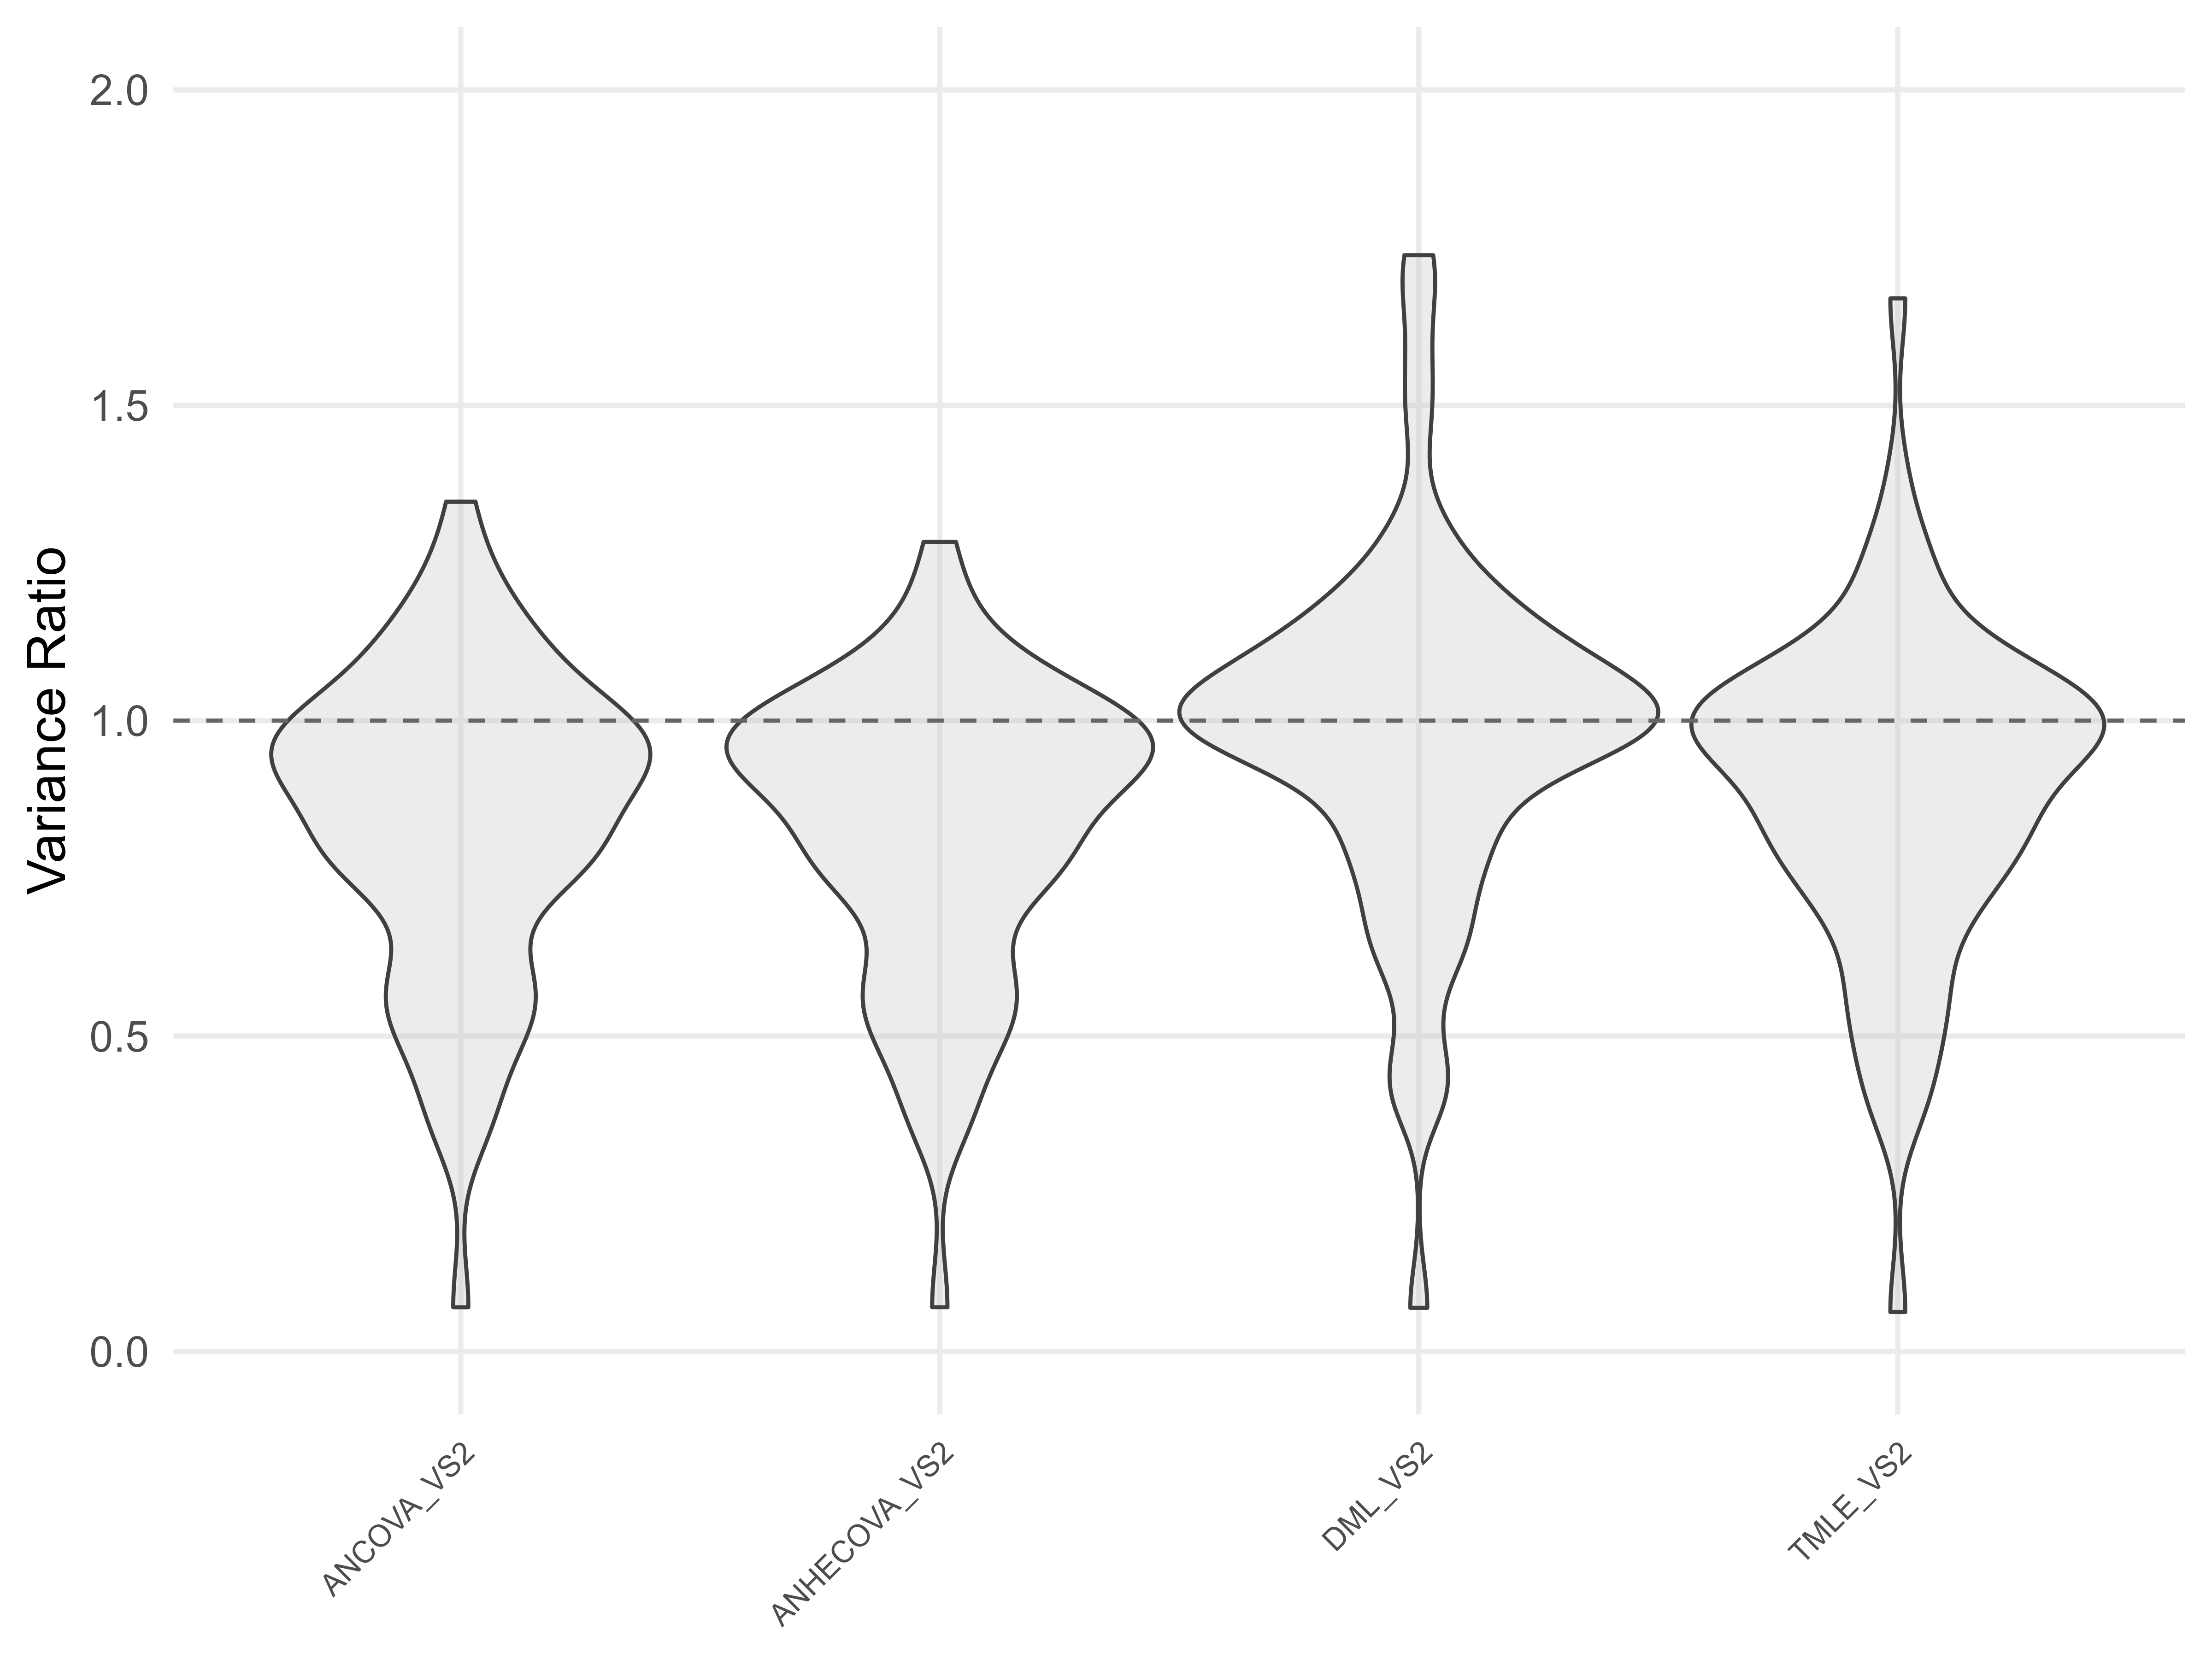 Variance Ratio
2.0
1.5
1.0
0.5
0.0
ANCOVA_VS2
ANHECOVA_VS2
DML_VS2
TMLE_VS2